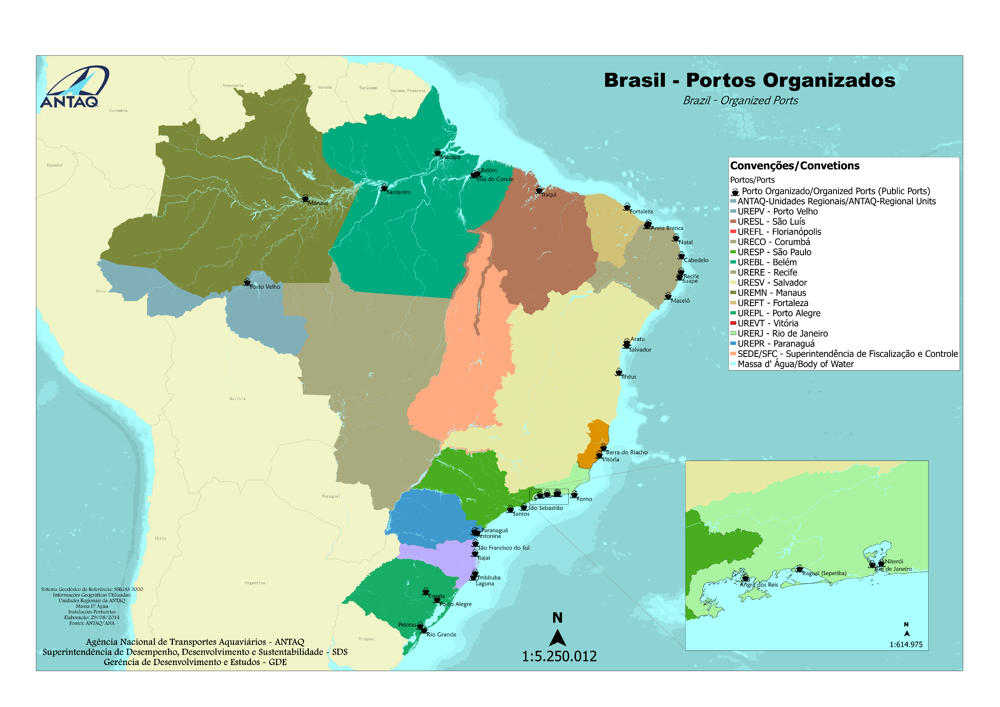 ANTAQ
Brasil - Portos Organizados
Brazil - Organized Ports
Venezuela
Guiana
Suriname
Guiana Francesa
Colômbia
Equador
Peru
Bolívia
Paraguai
Chile
Argentina
Uruguai
Macapá
Belém
Vila do Conde
Santarém
Manaus
Itaqui
Fortaleza
Areia Branca
Natal
Cabedelo
Recife
Suape
Maceió
Porto Velho
Aratu
Salvador
Ilhéus
Barra do Riacho
Vitória
Forno
São Sebastião
Santos
Paranaguá
Antonina
São Francisco do Sul
Itajaí
Imbituba
Laguna
Estrela
Porto Alegre
Pelotas
Rio Grande
Convenções/Convetions
Portos/Ports
Porto Organizado/Organized Ports (Public Ports)
ANTAQ-Unidades Regionais/ANTAQ-Regional Units
UREPV - Porto Velho
URESL - São Luís
UREFL - Florianópolis
URECO - Corumbá
URESP - São Paulo
UREBL - Belém
URERE - Recife
URESV - Salvador
UREMN - Manaus
UREFT - Fortaleza
UREPL - Porto Alegre
UREVT - Vitória
URERJ - Rio de Janeiro
UREPR - Paranaguá
SEDE/SFC - Superintendência de Fiscalização e Controle
Massa d' Água/Body of Water
Niterói
Rio de Janeiro
Itaguaí (Sepetiba)
Angra dos Reis
N
1:614.975
N
1:5.250.012
Sistema Geodésico de Referência: SIRGAS 2000
Informações Geográficas Utilizadas:
Unidades Regionais da ANTAQ
Massa D' Água
Instalações Portuárias
Elaboração: 29/08/2014
Fontes: ANTAQ/ANA
Agência Nacional de Transportes Aquaviários - ANTAQ
Superintendência de Desempenho, Desenvolvimento e Sustentabilidade - SDS
Gerência de Desenvolvimento e Estudos - GDE